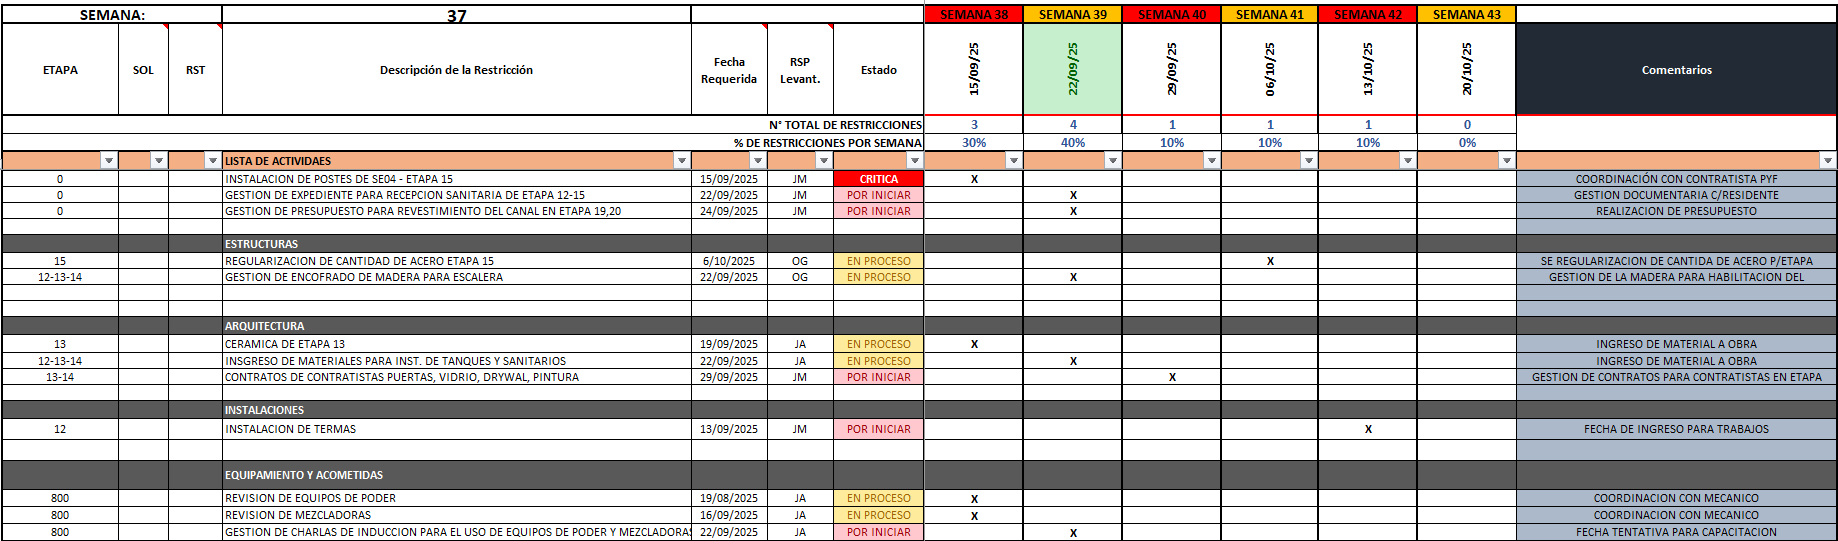 SEMANA: 37 SEMANA 38 SEMANA 39 SEMANA 40 SEMANA 41 SEMANA 42 SEMANA 43
ETAPA SOL RST Descripción de la Restricción Fecha Requerida RSP Levant. Estado 15/09/25 22/09/25 29/09/25 06/10/25 13/10/25 20/10/25 Comentarios
N° TOTAL DE RESTRICCIONES 3 4 1 1 1 0
% DE RESTRICCIONES POR SEMANA 30% 40% 10% 10% 10% 0%
LISTA DE ACTIVIDAES
0 INSTALACION DE POSTES DE SE04 - ETAPA 15 15/09/2025 JM CRITICA X COORDINACIÓN CON CONTRATISTA PYF
0 GESTION DE EXPEDIENTE PARA RECEPCION SANITARIA DE ETAPA 12-15 22/09/2025 JM POR INICIAR X GESTION DOCUMENTARIA C/RESIDENTE
0 GESTION DE PRESUPUESTO PARA REVESTIMIENTO DEL CANAL EN ETAPA 19,20 24/09/2025 JM POR INICIAR X REALIZACION DE PRESUPUESTO
ESTRUCTURAS
15 REGULARIZACION DE CANTIDAD DE ACERO ETAPA 15 6/10/2025 OG EN PROCESO X SE REGULARIZACION DE CANTIDA DE ACERO P/ETAPA
12-13-14 GESTION DE ENCOFRADO DE MADERA PARA ESCALERA 22/09/2025 OG EN PROCESO X GESTION DE LA MADERA PARA HABILITACION DEL
ARQUITECTURA
13 CERAMICA DE ETAPA 13 19/09/2025 JA EN PROCESO X INGRESO DE MATERIAL A OBRA
12-13-14 INSGRESO DE MATERIALES PARA INST. DE TANQUES Y SANITARIOS 22/09/2025 JA EN PROCESO X INGRESO DE MATERIAL A OBRA
13-14 CONTRATOS DE CONTRATISTAS PUERTAS, VIDRIO, DRYWAL, PINTURA 29/09/2025 JM POR INICIAR X GESTION DE CONTRATOS PARA CONTRATISTAS EN ETAPA
INSTALACIONES
12 INSTALACION DE TERMAS 13/09/2025 JM POR INICIAR X FECHA DE INGRESO PARA TRABAJOS
EQUIPAMIENTO Y ACOMETIDAS
800 REVISION DE EQUIPOS DE PODER 19/08/2025 JA EN PROCESO X COORDINACION CON MECANICO
800 REVISION DE MEZCLADORAS 16/09/2025 JA EN PROCESO X COORDINACION CON MECANICO
800 GESTION DE CHARLAS DE INDUCCION PARA EL USO DE EQUIPOS DE PODER Y MEZCLADORAS 22/09/2025 JA POR INICIAR X FECHA TENTATIVA PARA CAPACITACION